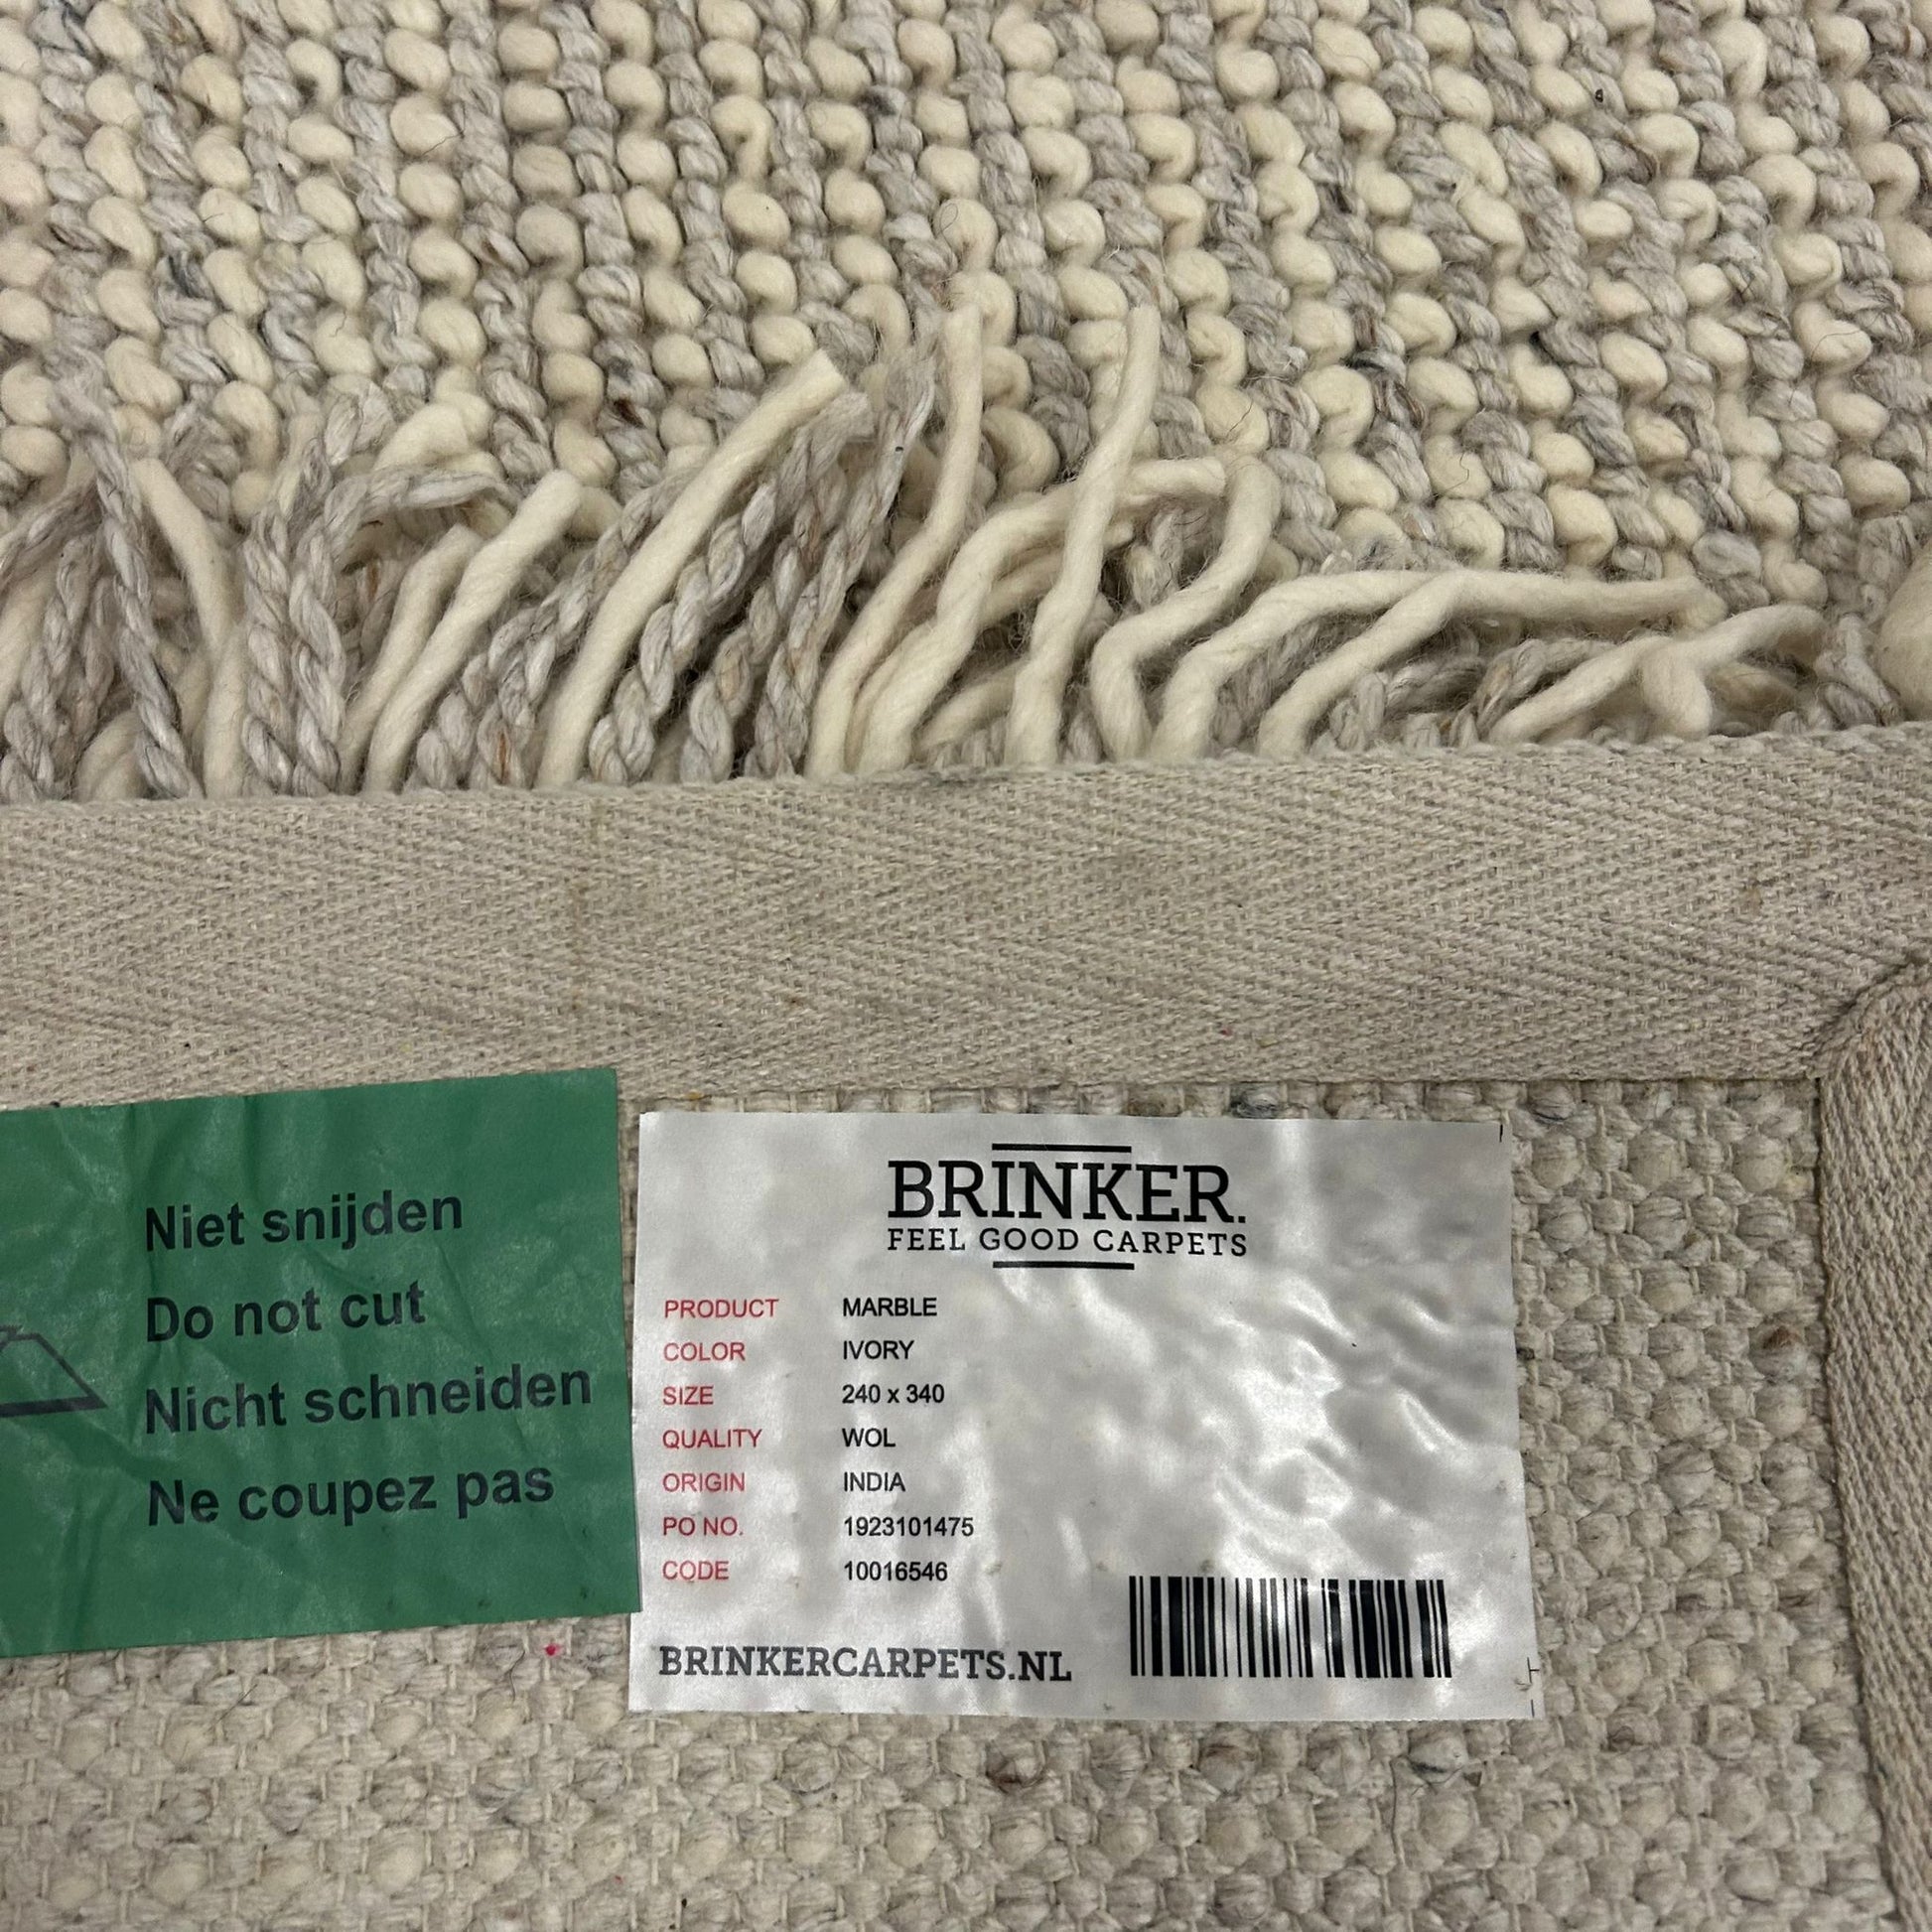 Niet snijden
Do not cut
Nicht schneiden
Ne coupez pas
BRINKER.
FEEL GOOD CARPETS
PRODUCT MARBLE
COLOR IVORY
SIZE 240 x 340
QUALITY WOL
ORIGIN INDIA
PO NO. 1923101475
CODE 10016546
BRINKERCARPETS.NL